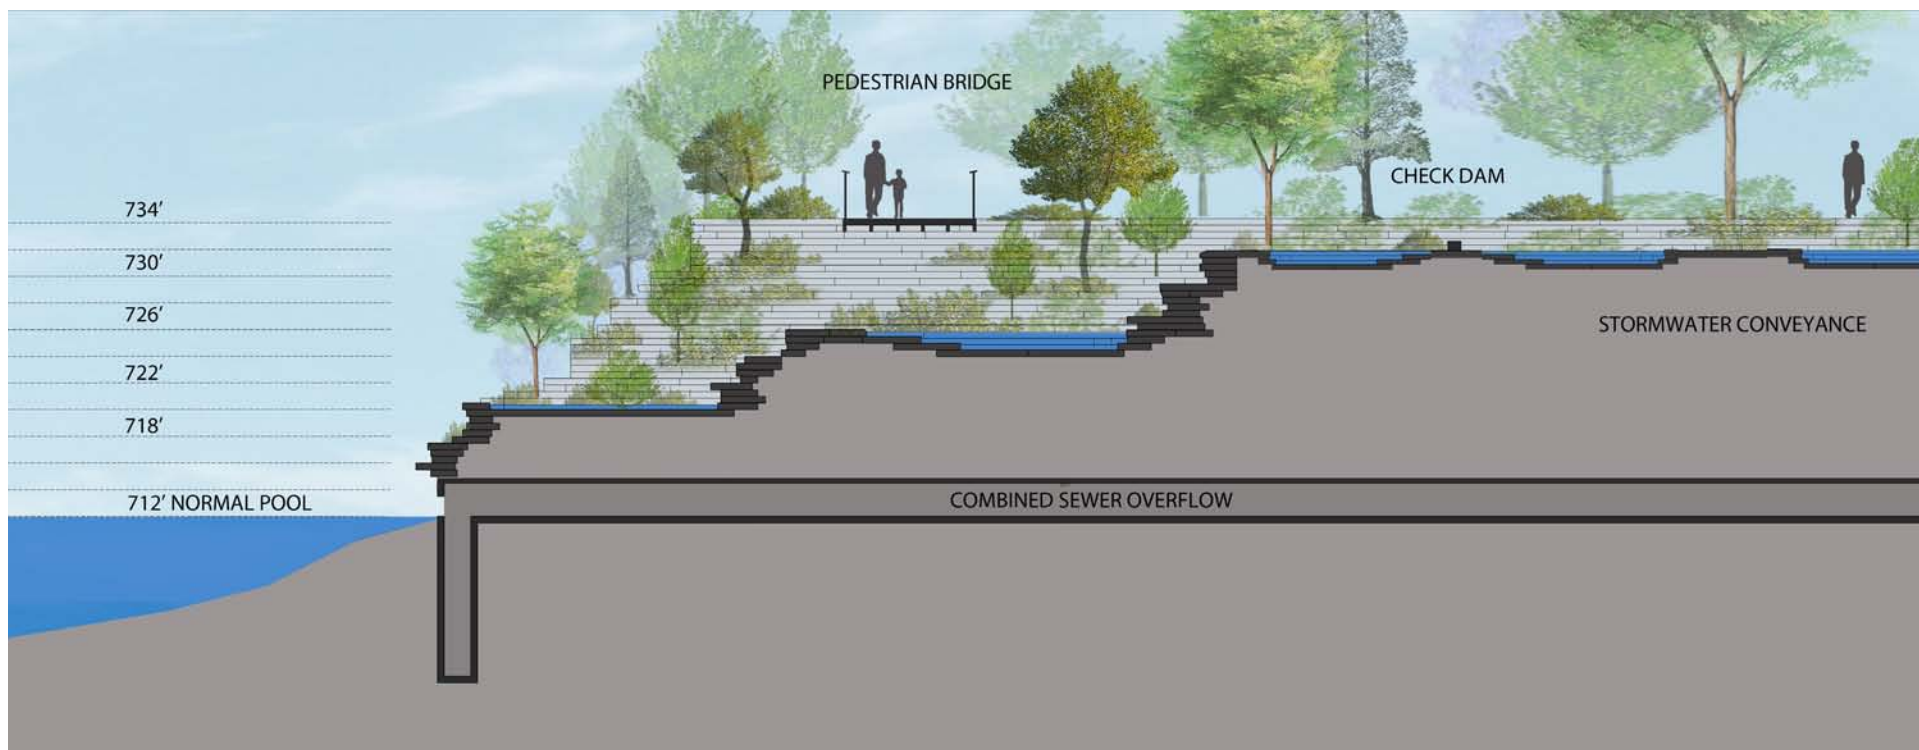 PEDESTRIAN BRIDGE
CHECK DAM
734’
730’
726’
STORMWATER CONVEYANCE
722’
718’
712’ NORMAL POOL
COMBINED SEWER OVERFLOW